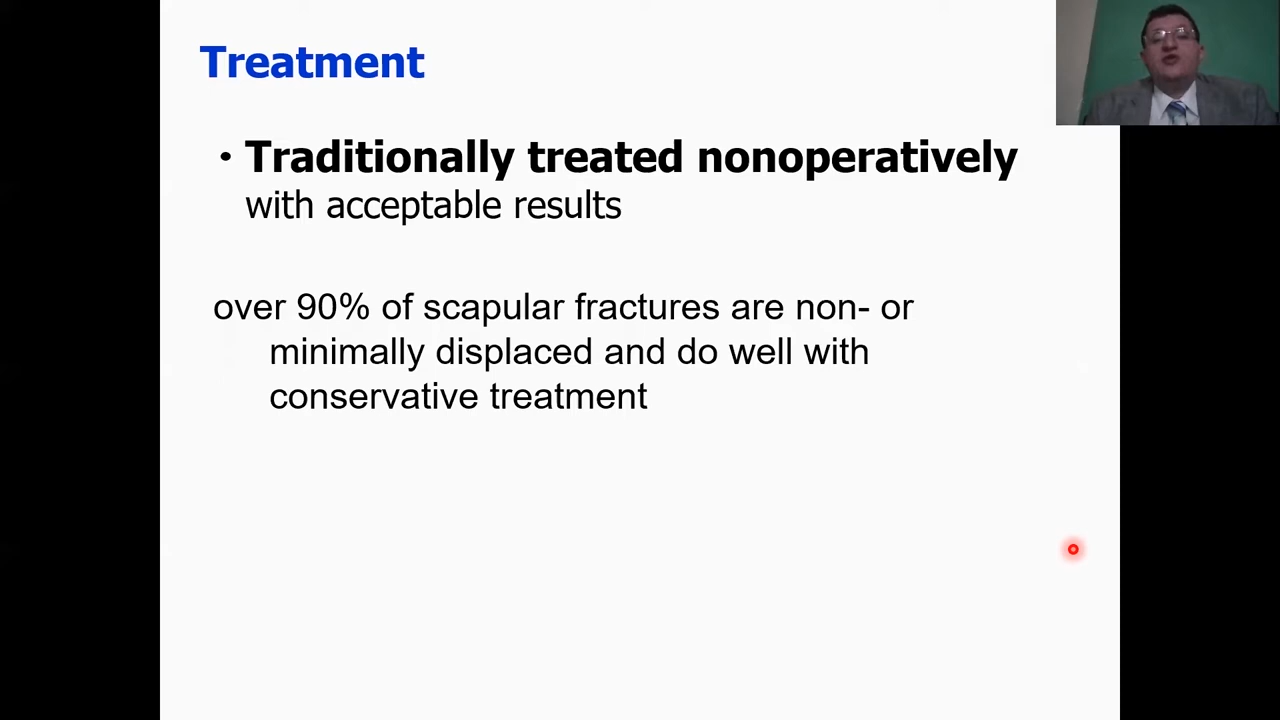 Treatment
• Traditionally treated nonoperatively
with acceptable results
over 90% of scapular fractures are non- or
minimally displaced and do well with
conservative treatment